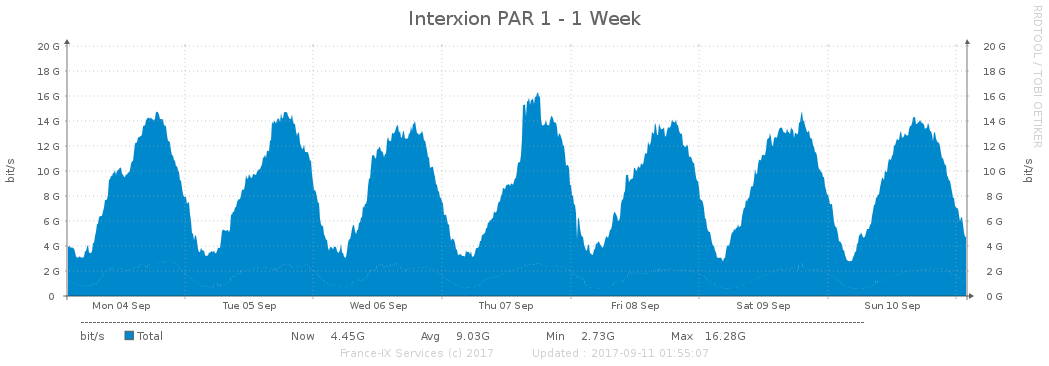 Interxion PAR 1 - 1 Week
RRDTOOL / TOBI OETIKER
20 G 20 G
18 G 18 G
16 G 16 G
14 G 14 G
12 G 12 G
10 G 10 G
8 G 8 G
6 G 6 G
4 G 4 G
2 G 2 G
0 0 G
bit/s bit/s
Mon 04 Sep Tue 05 Sep Wed 06 Sep Thu 07 Sep Fri 08 Sep Sat 09 Sep Sun 10 Sep
bit/s Total Now 4.45G Avg 9.03G Min 2.73G Max 16.28G
France-IX Services (c) 2017 Updated : 2017-09-11 01:55:07